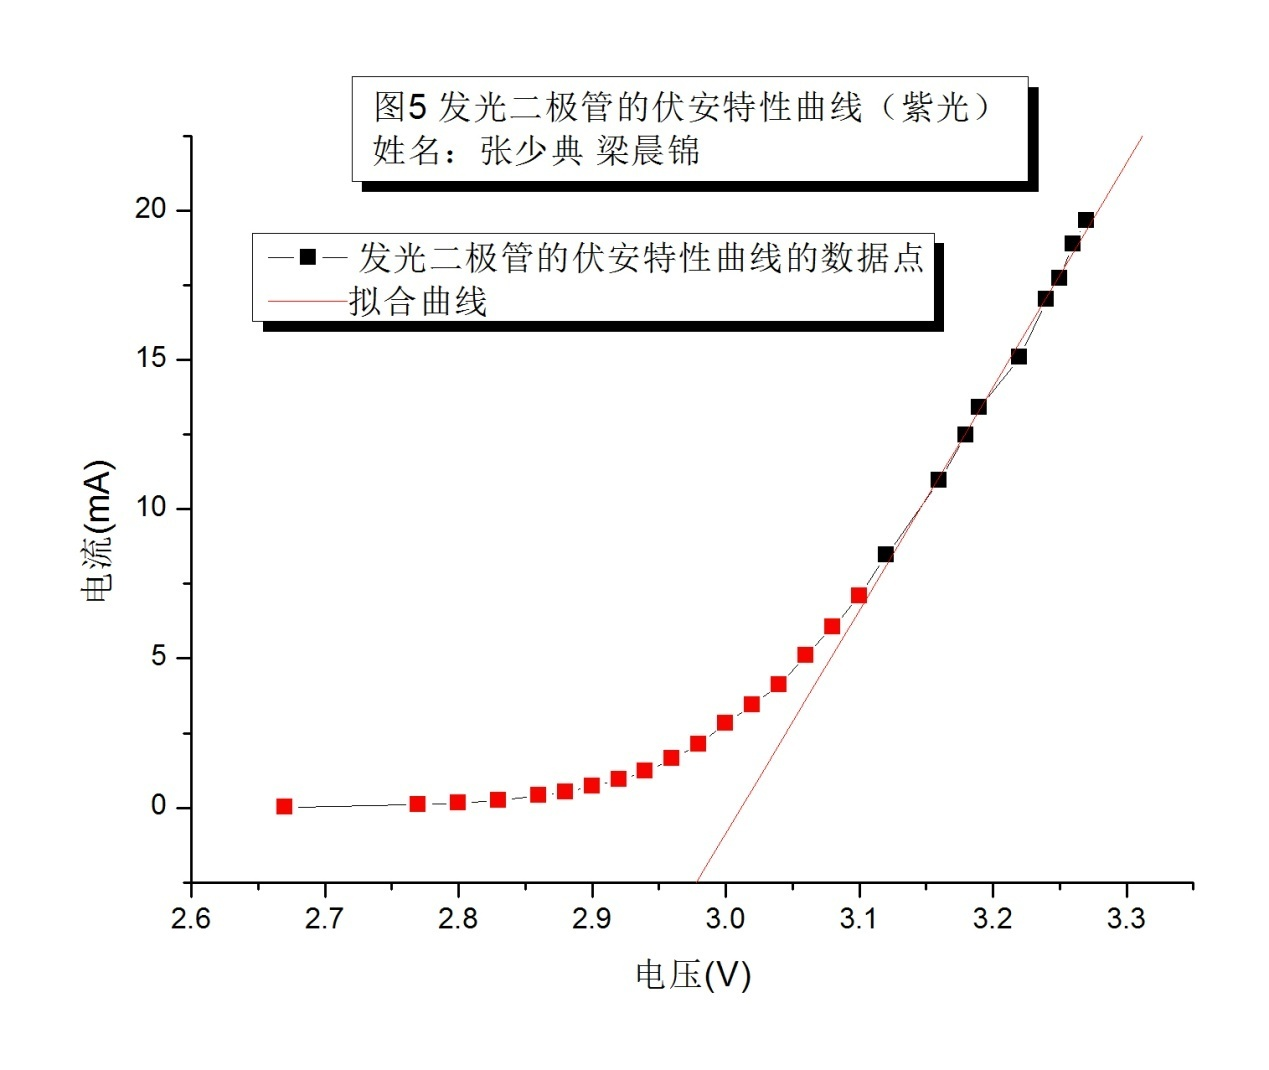 图5 发光二极管的伏安特性曲线（紫光）
姓名：张少典 梁晨锦
发光二极管的伏安特性曲线的数据点
拟合曲线
20
15
10
5
0
电流(mA)
2.6 2.7 2.8 2.9 3.0 3.1 3.2 3.3
电压(V)